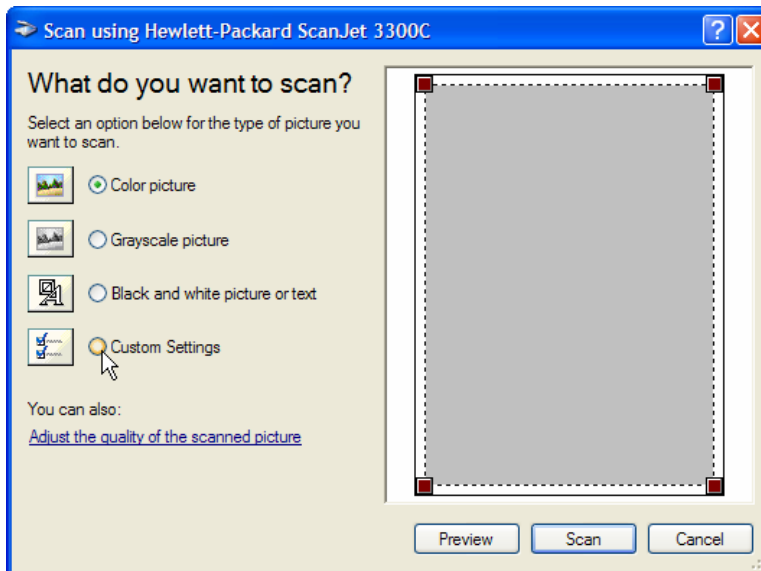 Scan using Hewlett-Packard ScanJet 3300C
What do you want to scan?
Select an option below for the type of picture you
want to scan.
Color picture
Grayscale picture
Black and white picture or text
Custom Settings
You can also:
Adjust the quality of the scanned picture
Preview
Scan
Cancel